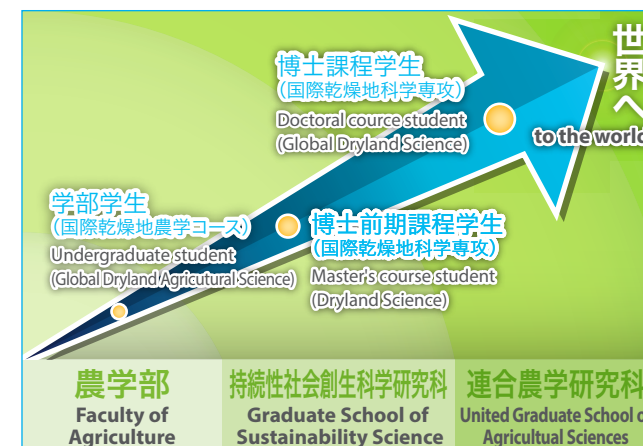 世界へ
to the world
博士課程学生
(国際乾燥地科学専攻)
Doctoral cource student
(Global Dryland Science)
学部学生
(国際乾燥地農学コース)
Undergraduate student
(Global Dryland Agricutural Science)
博士前期課程学生
(国際乾燥地科学専攻)
Master's course student
(Dryland Science)
農学部
Faculty of
Agriculture
持続性社会創生科学研究科
Graduate School of
Sustainability Science
連合農学研究科
United Graduate School o
Agricultual Sciences